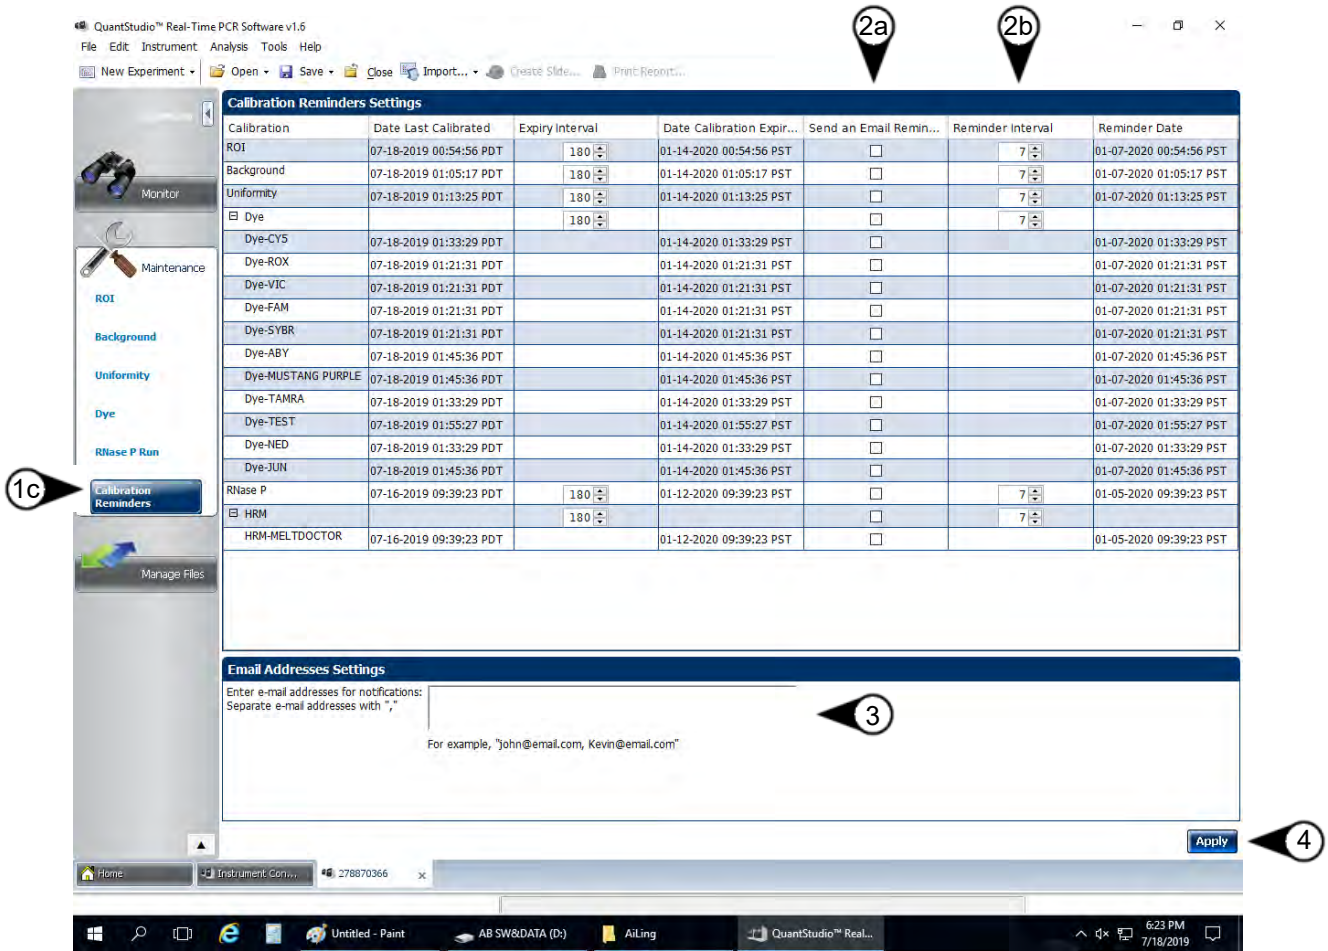 2a 2b
QuantStudio™ Real-Time PCR Software v1.6
File Edit Instrument Analysis Tools Help
New Experiment Open Save Close Import... Create Slide... Print Report...
Calibration Reminders Settings
Calibration Date Last Calibrated Expiry Interval Date Calibration Expir... Send an Email Remin... Reminder Interval Reminder Date
ROI 07-18-2019 00:54:56 PDT 180 01-14-2020 00:54:56 PST 7 01-07-2020 00:54:56 PST
Background 07-18-2019 01:05:17 PDT 180 01-14-2020 01:05:17 PST 7 01-07-2020 01:05:17 PST
Uniformity 07-18-2019 01:13:25 PDT 180 01-14-2020 01:13:25 PST 7 01-07-2020 01:13:25 PST
Dye 180 7
Dye-CY5 07-18-2019 01:33:29 PDT 01-14-2020 01:33:29 PST 01-07-2020 01:33:29 PST
Dye-ROX 07-18-2019 01:21:31 PDT 01-14-2020 01:21:31 PST 01-07-2020 01:21:31 PST
Dye-VIC 07-18-2019 01:21:31 PDT 01-14-2020 01:21:31 PST 01-07-2020 01:21:31 PST
Dye-FAM 07-18-2019 01:21:31 PDT 01-14-2020 01:21:31 PST 01-07-2020 01:21:31 PST
Dye-SYBR 07-18-2019 01:21:31 PDT 01-14-2020 01:21:31 PST 01-07-2020 01:21:31 PST
Dye-ABY 07-18-2019 01:45:36 PDT 01-14-2020 01:45:36 PST 01-07-2020 01:45:36 PST
Dye-MUSTANG PURPLE 07-18-2019 01:45:36 PDT 01-14-2020 01:45:36 PST 01-07-2020 01:45:36 PST
Dye-TAMRA 07-18-2019 01:33:29 PDT 01-14-2020 01:33:29 PST 01-07-2020 01:33:29 PST
Dye-TEST 07-18-2019 01:55:27 PDT 01-14-2020 01:55:27 PST 01-07-2020 01:55:27 PST
Dye-NED 07-18-2019 01:33:29 PDT 01-14-2020 01:33:29 PST 01-07-2020 01:33:29 PST
Dye-JUN 07-18-2019 01:45:36 PDT 01-14-2020 01:45:36 PST 01-07-2020 01:45:36 PST
RNase P 07-16-2019 09:39:23 PDT 180 01-12-2020 09:39:23 PST 7 01-05-2020 09:39:23 PST
HRM 180 7
HRM-MELTDOCTOR 07-16-2019 09:39:23 PDT 01-12-2020 09:39:23 PST 01-05-2020 09:39:23 PST
Monitor
Maintenance
ROI
Background
Uniformity
Dye
RNase P Run
1c
Calibration
Reminders
Manage Files
Email Addresses Settings
Enter e-mail addresses for notifications:
Separate e-mail addresses with ","
3
For example, "john@email.com, Kevin@email.com"
Apply
4
Home Instrument Con... 278870366 x
Untitled - Paint AB SW&DATA (D:) AiLing QuantStudio™ Real... 6:23 PM
7/18/2019